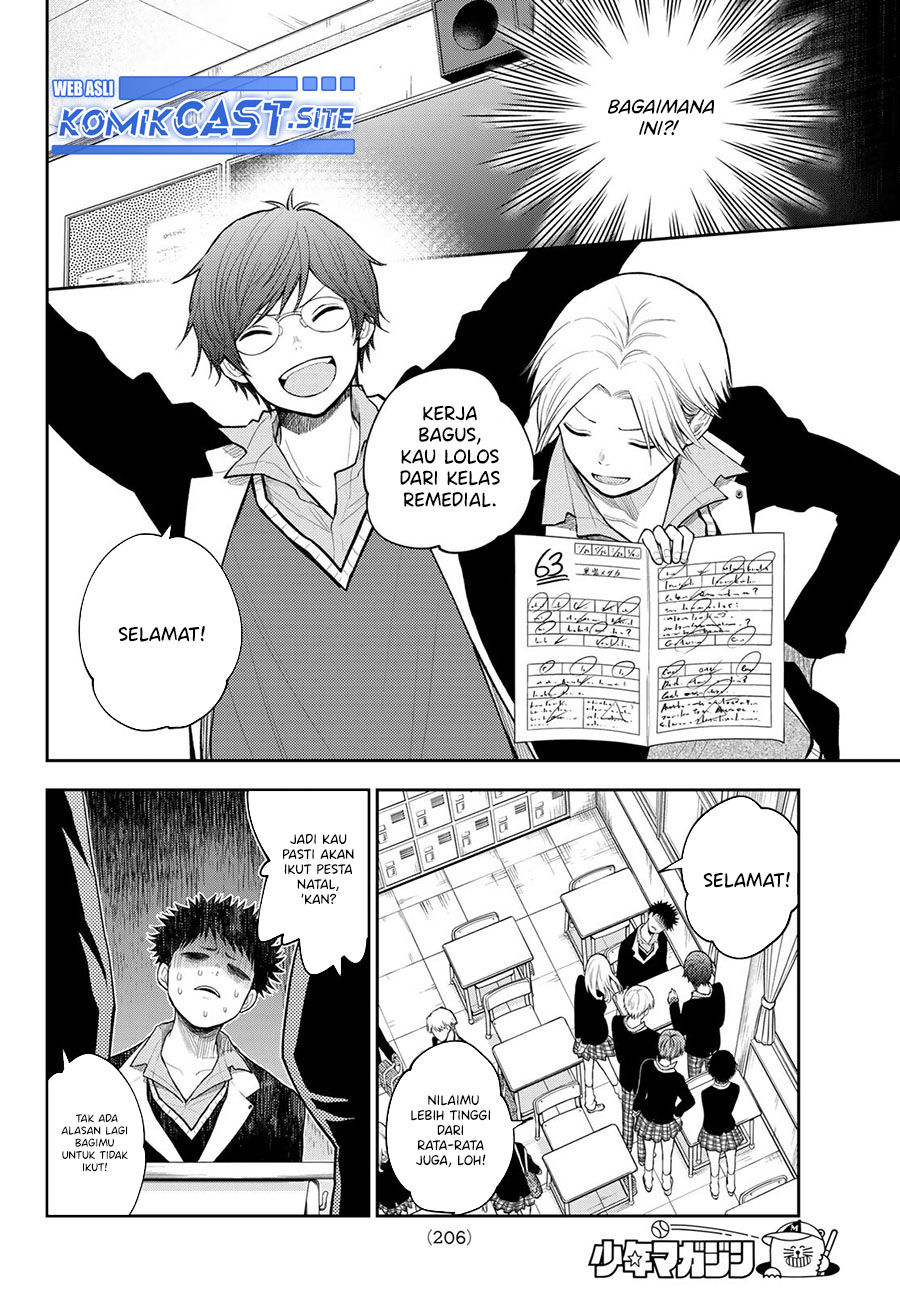 WEB ASLI
KOMIKCAST.SITE
BAGAIMANA
INI?!
KERJA
BAGUS,
KAU LOLOS
DARI KELAS
REMEDIAL.
SELAMAT!
63
SELAMAT!
NILAIMU
LEBIH TINGGI
DARI
RATA-RATA
JUGA, LOH!
JADI KAU
PASTI AKAN
IKUT PESTA
NATAL,
'KAN?
TAK ADA
ALASAN LAGI
BAGIMU
UNTUK TIDAK
IKUT!
(206)
少年マガジン
M